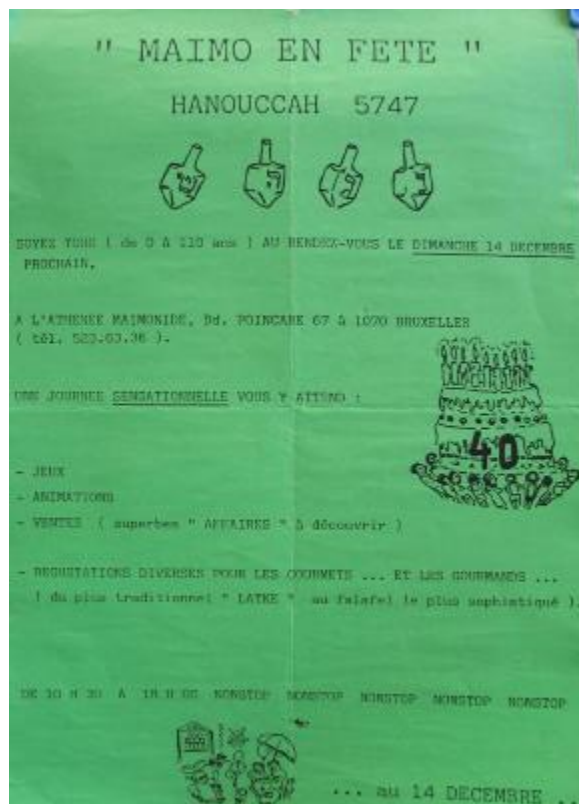 " MAIMO EN FETE "
HANOUCCAH 5747
SOYEZ TOUS ( de 0 à 110 ans ) AU RENDEZ-VOUS LE DIMANCHE 14 DECEMBRE
PROCHAIN.
A L'ATHENEE MAIMONIDE, Bd. POINCARE 67 à 1070 BRUXELLES
( tél. 523.63.36 ).
UNE JOURNEE SENSATIONNELLE VOUS Y ATTEND :
40
- JEUX
- ANIMATIONS
- VENTES ( superbes " AFFAIRES " à découvrir )
- DEGUSTATIONS DIVERSES POUR LES GOURMETS ... ET LES GOURMANDS ...
( du plus traditionnel " LATKE " au falafel le plus sophistiqué ).
DE 10 H 30 A 18 H NONSTOP NONSTOP NONSTOP NONSTOP NONSTOP
... au 14 DECEMBRE ...